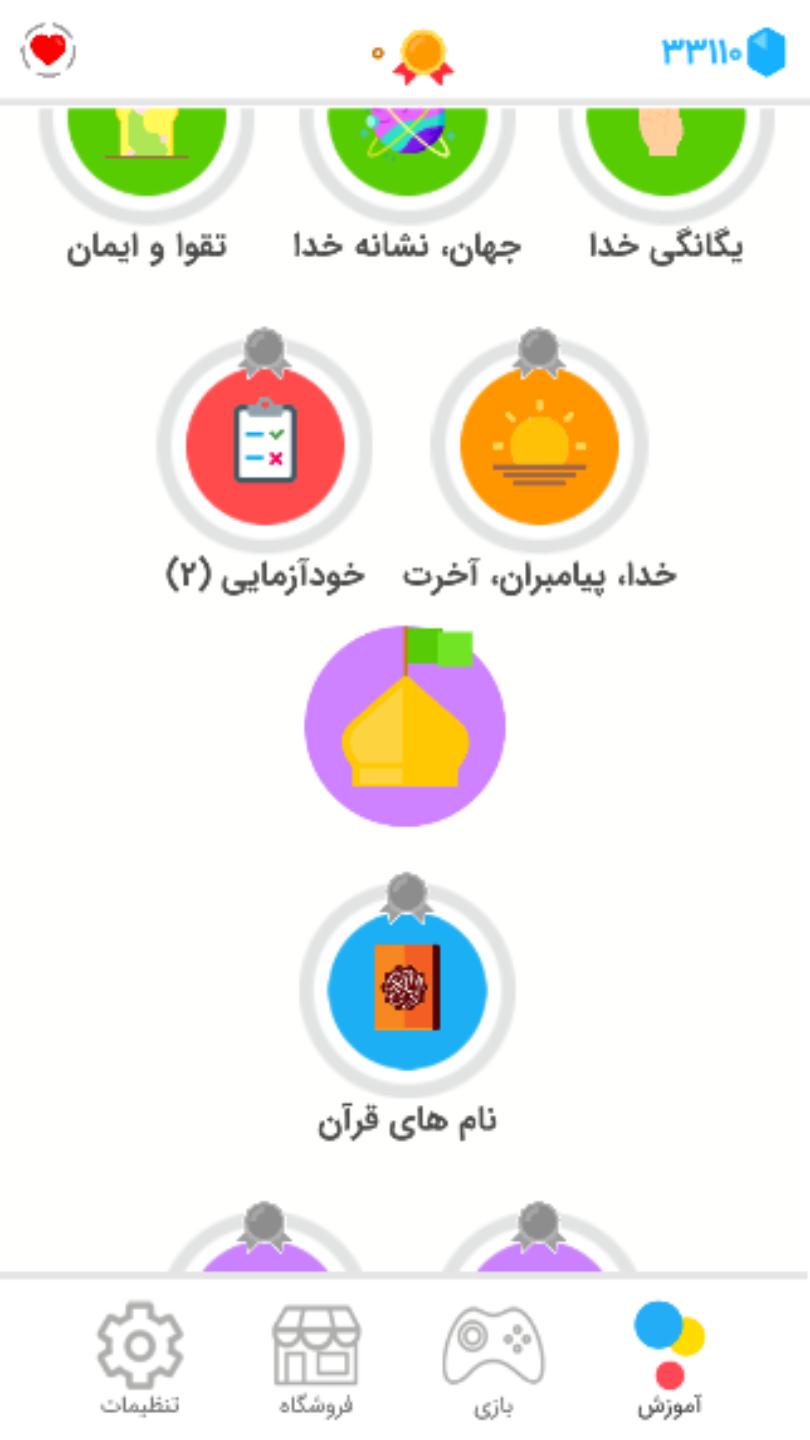 ۳۳۱۱۰
۰
یگانگی خدا
جهان، نشانه خدا
تقوا و ایمان
خدا، پیامبران، آخرت
خودآزمایی (۲)
نام های قرآن
آموزش
بازی
فروشگاه
تنظیمات